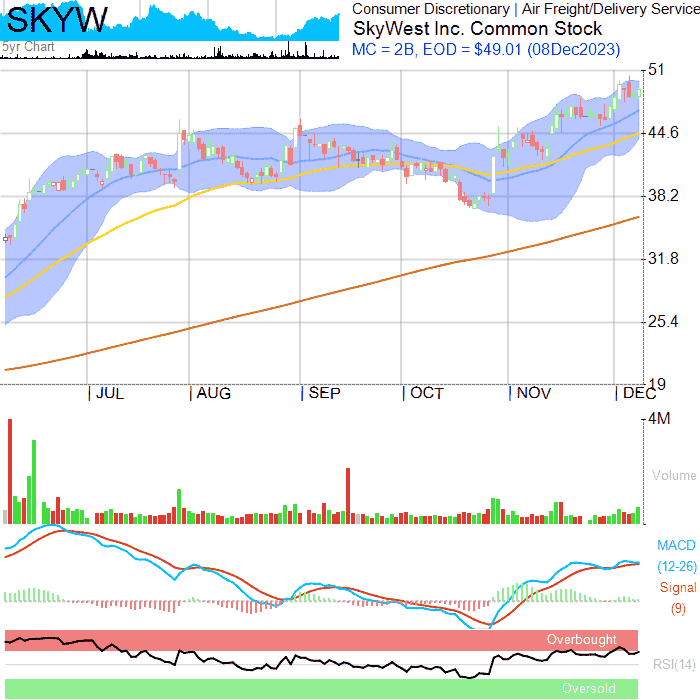 SKYW
5yr Chart
Consumer Discretionary | Air Freight/Delivery Service
SkyWest Inc. Common Stock
MC = 2B, EOD = $49.01 (08Dec2023)
51
44.6
38.2
31.8
25.4
19
JUL AUG SEP OCT NOV DEC
4M
Volume
MACD
(12-26)
Signal
(9)
Overbought
RSI(14)
Oversold